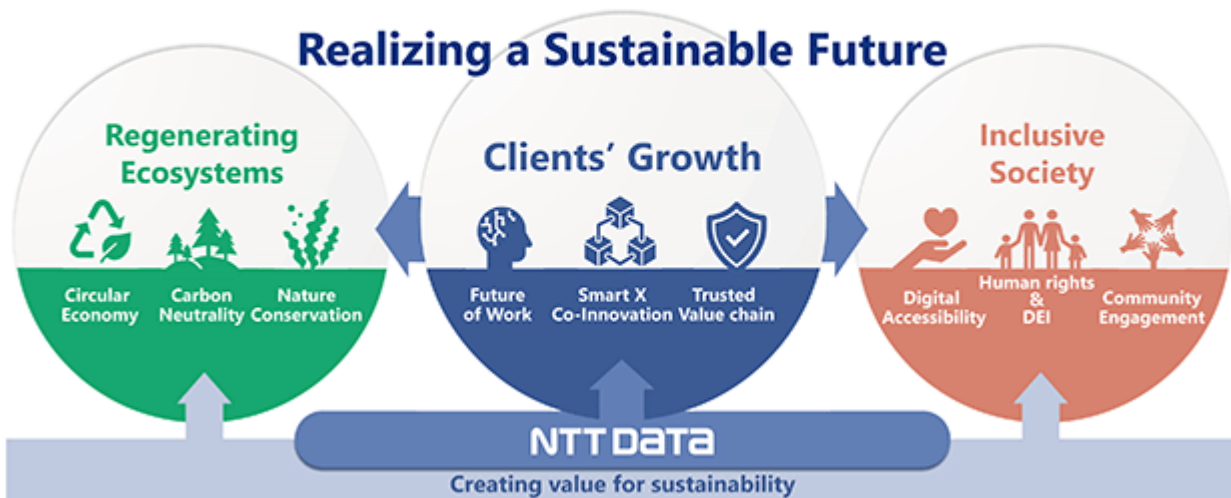 Realizing a Sustainable Future
Regenerating
Ecosystems
Circular
Economy
Carbon
Neutrality
Nature
Conservation
Clients' Growth
Future
of Work
Smart X
Co-Innovation
Trusted
Value chain
Inclusive
Society
Digital
Accessibility
Human rights
&
DEI
Community
Engagement
NTT DATA
Creating value for sustainability